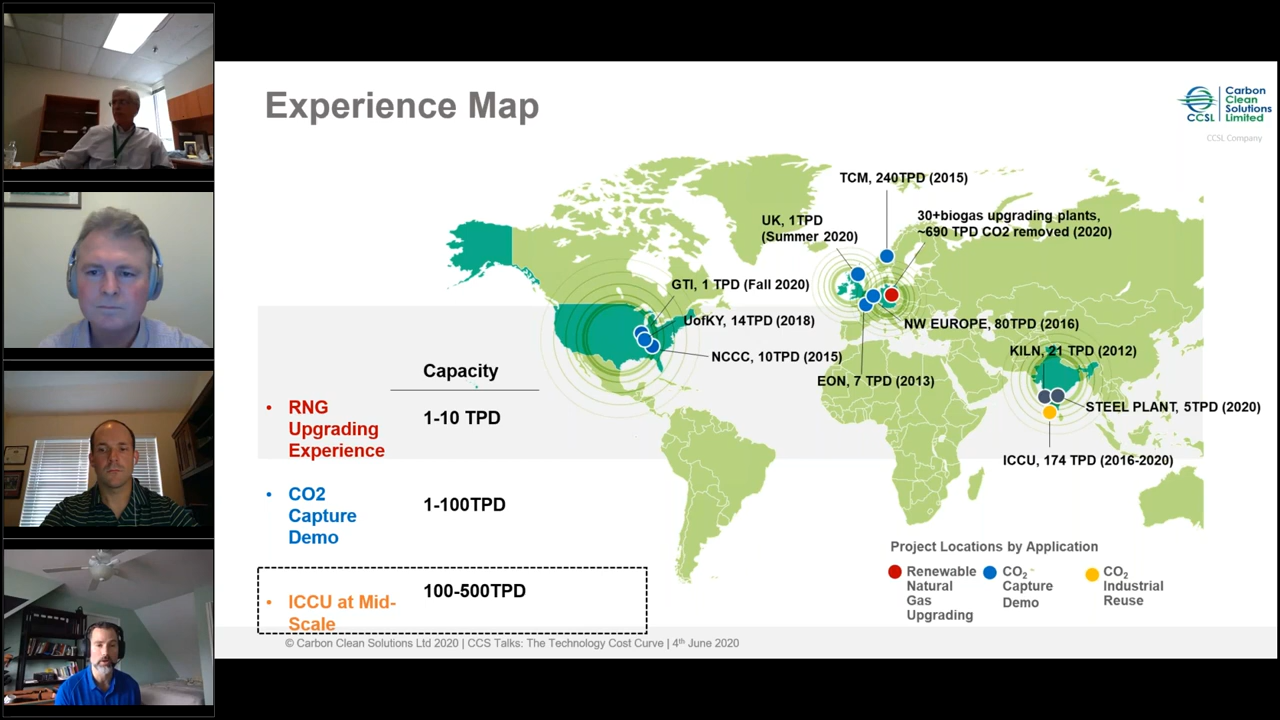 Experience Map
CCSL
Carbon
Clean
Solutions
Limited
CCSL Company
TCM, 240TPD (2015)
UK, 1TPD
(Summer 2020)
30+biogas upgrading plants,
~690 TPD CO2 removed (2020)
GTI, 1 TPD (Fall 2020)
UofKY, 14TPD (2018)
NW EUROPE, 80TPD (2016)
NCCC, 10TPD (2015)
KILN, 21 TPD (2012)
EON, 7 TPD (2013)
STEEL PLANT, 5TPD (2020)
ICCU, 174 TPD (2016-2020)
Capacity
• RNG
Upgrading
Experience
1-10 TPD
• CO2
Capture
Demo
1-100TPD
• ICCU at Mid-
Scale
100-500TPD
Project Locations by Application
Renewable
Natural
Gas
Upgrading
CO2
Capture
Demo
CO2
Industrial
Reuse
© Carbon Clean Solutions Ltd 2020 | CCS Talks: The Technology Cost Curve | 4th June 2020